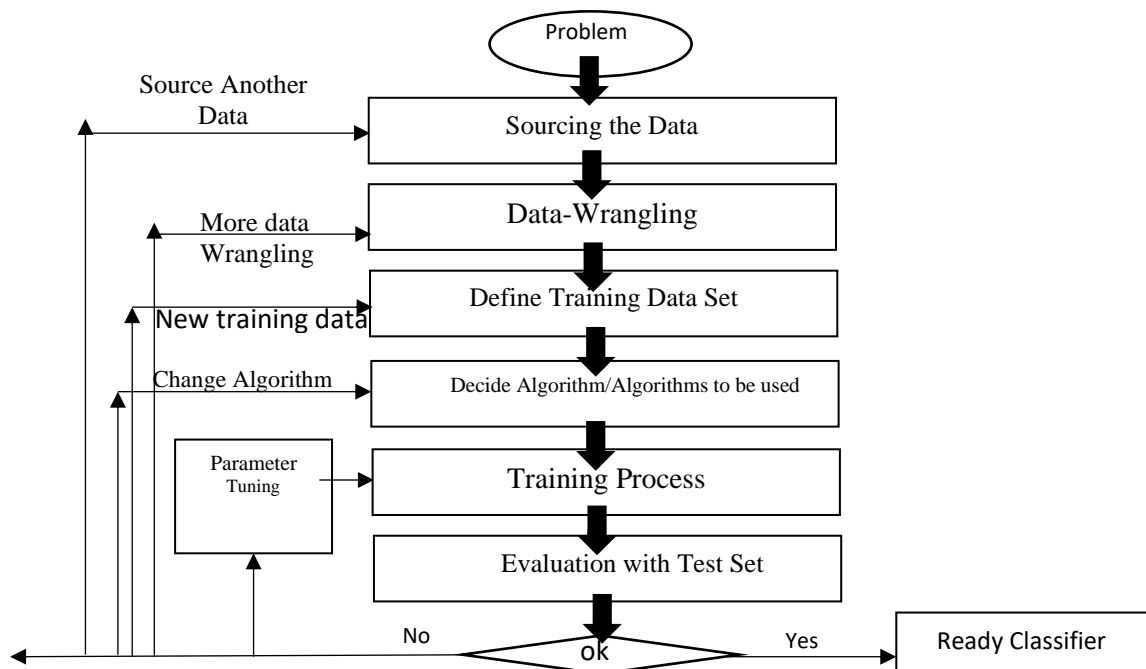 Problem
Source Another
Data
Sourcing the Data
Data-Wrangling
More data
Wrangling
Define Training Data Set
New training data
Change Algorithm
Decide Algorithm/Algorithms to be used
Parameter
Tuning
Training Process
Evaluation with Test Set
No
ok
Yes
Ready Classifier